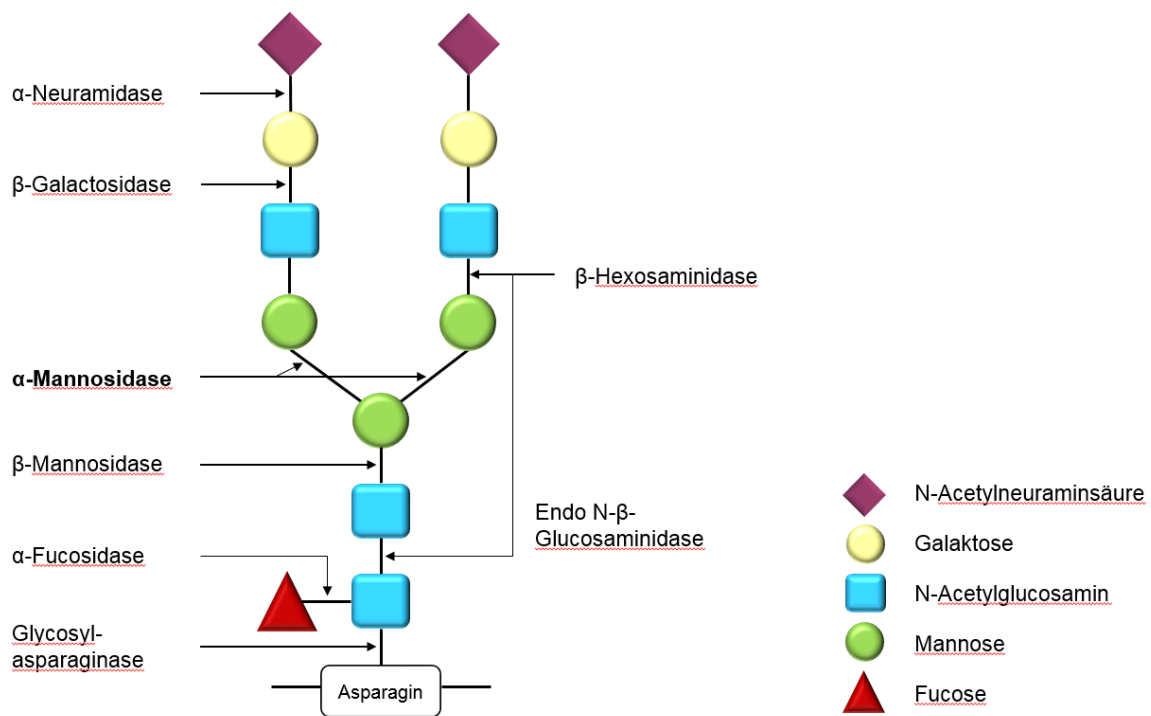 α-Neuramidase
β-Galactosidase
β-Hexosaminidase
α-Mannosidase
β-Mannosidase
Endo N-β-
Glucosaminidase
α-Fucosidase
Glycosyl-
asparaginase
Asparagin
N-Acetylneuraminsäure
Galaktose
N-Acetylglucosamin
Mannose
Fucose